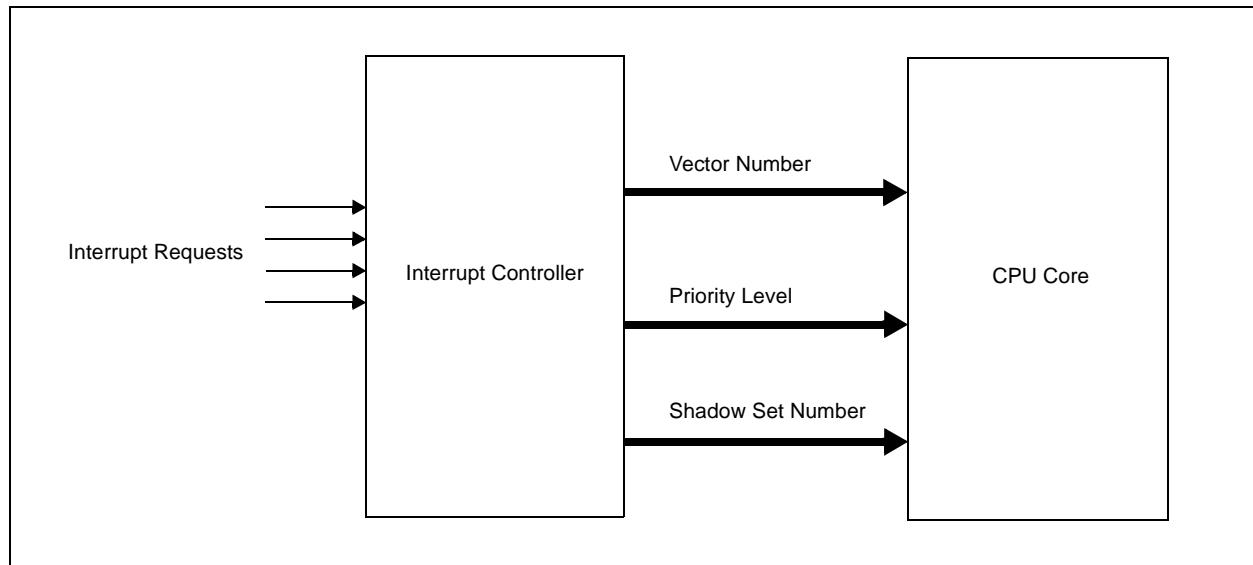 Interrupt Requests
Interrupt Controller
Vector Number
Priority Level
Shadow Set Number
CPU Core